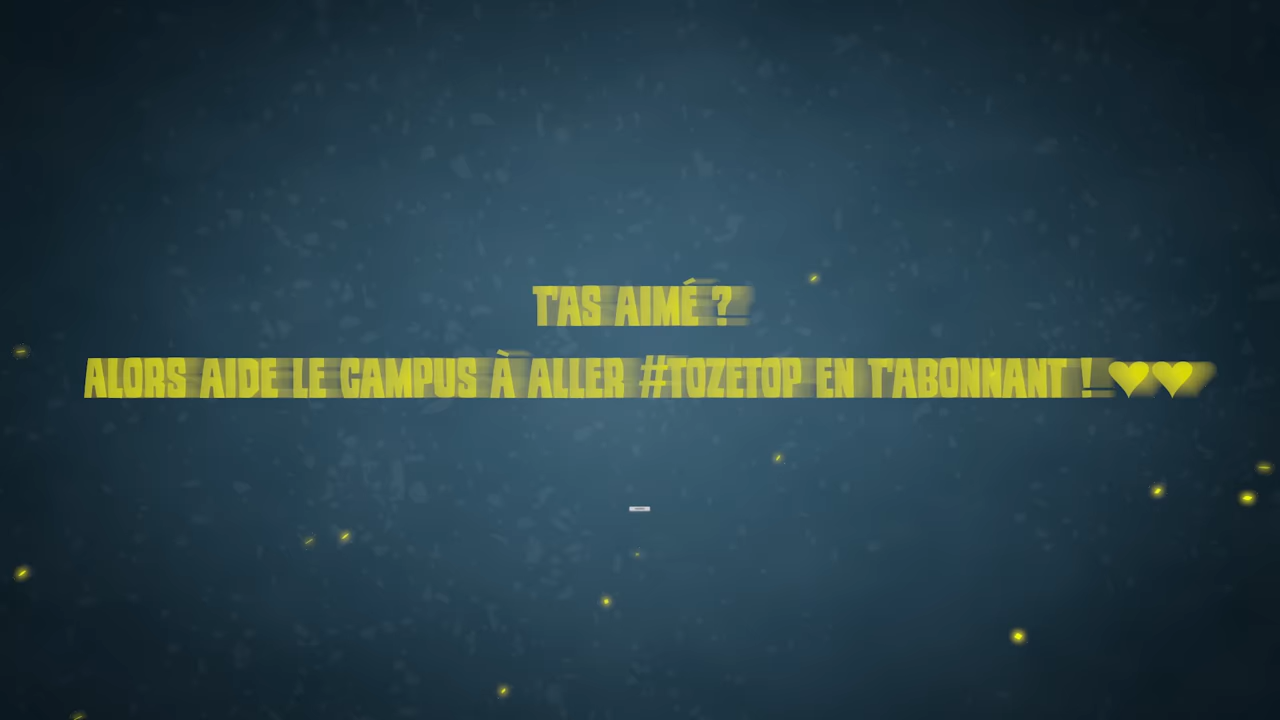 T'AS AIMÉ ?
ALORS AIDE LE CAMPUS À ALLER #TOZETOP EN T'ABONNANT ! ♥♥